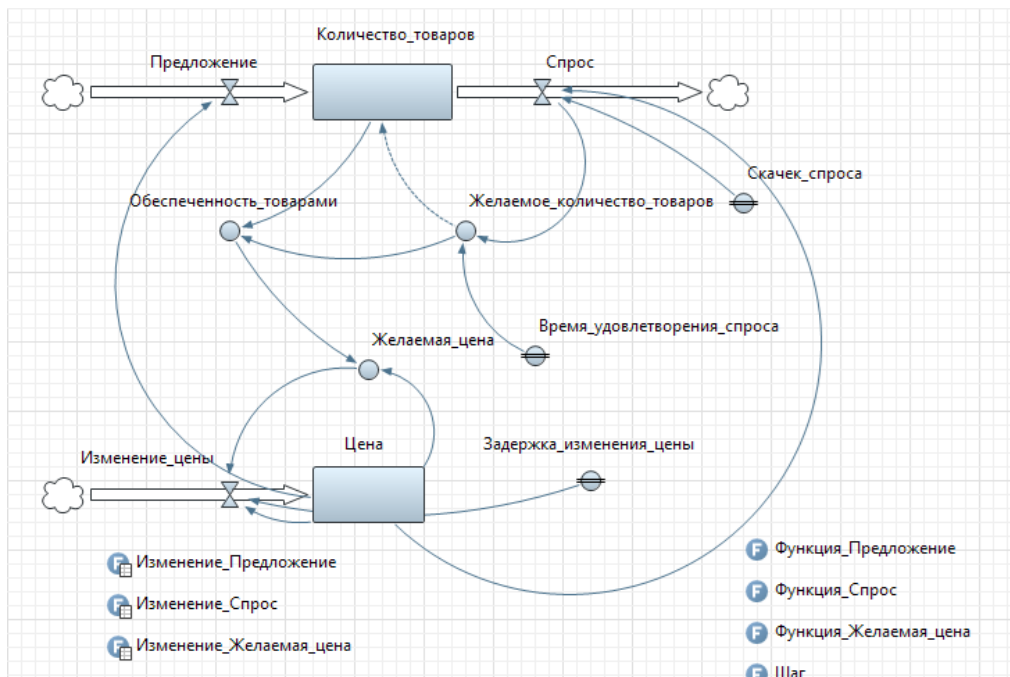 Количество_товаров
Предложение
Спрос
Скачек_спроса
Обеспеченность_товарами
Желаемое_количество_товаров
Время_удовлетворения_спроса
Желаемая_цена
Цена
Задержка_изменения_цены
Изменение_цены
F Изменение_Предложение
F Функция_Предложение
F Изменение_Спрос
F Функция_Спрос
F Изменение_Желаемая_цена
F Функция_Желаемая_цена
F Шаг